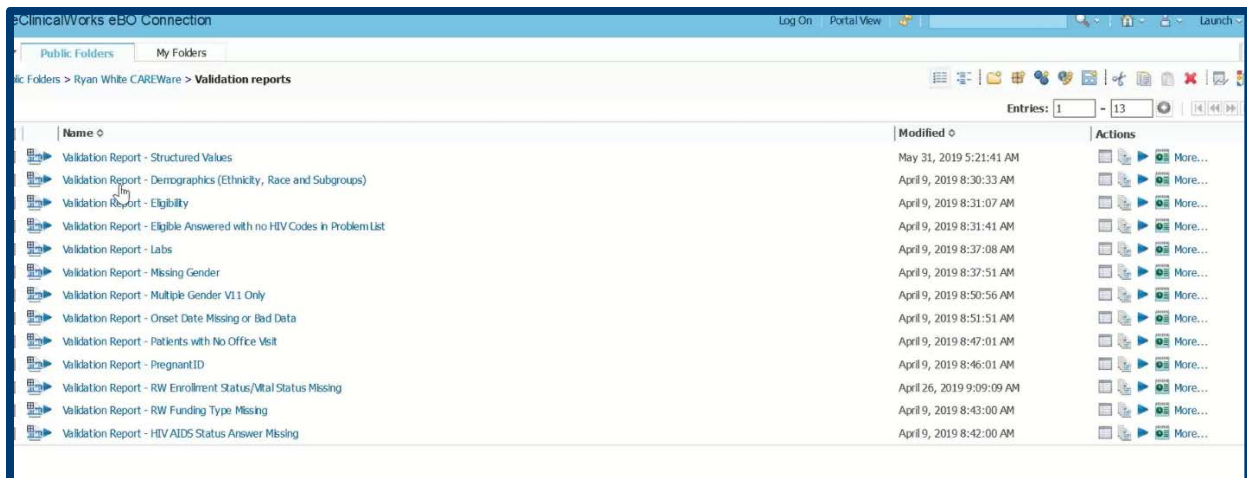 eClinicalWorks eBO Connection Log On Portal View Launch
Public Folders My Folders
lic Folders > Ryan White CAREWare > Validation reports
Entries: 1 - 13
Name Modified Actions
Validation Report - Structured Values May 31, 2019 5:21:41 AM More...
Validation Report - Demographics (Ethnicity, Race and Subgroups) April 9, 2019 8:30:33 AM More...
Validation Report - Eligibility April 9, 2019 8:31:07 AM More...
Validation Report - Eligible Answered with no HIV Codes in Problem List April 9, 2019 8:31:41 AM More...
Validation Report - Labs April 9, 2019 8:37:08 AM More...
Validation Report - Missing Gender April 9, 2019 8:37:51 AM More...
Validation Report - Multiple Gender V11 Only April 9, 2019 8:50:56 AM More...
Validation Report - Onset Date Missing or Bad Data April 9, 2019 8:51:51 AM More...
Validation Report - Patients with No Office Visit April 9, 2019 8:47:01 AM More...
Validation Report - PregnantID April 9, 2019 8:46:01 AM More...
Validation Report - RW Enrollment Status/Vital Status Missing April 26, 2019 9:09:09 AM More...
Validation Report - RW Funding Type Missing April 9, 2019 8:43:00 AM More...
Validation Report - HIV AIDS Status Answer Missing April 9, 2019 8:42:00 AM More...